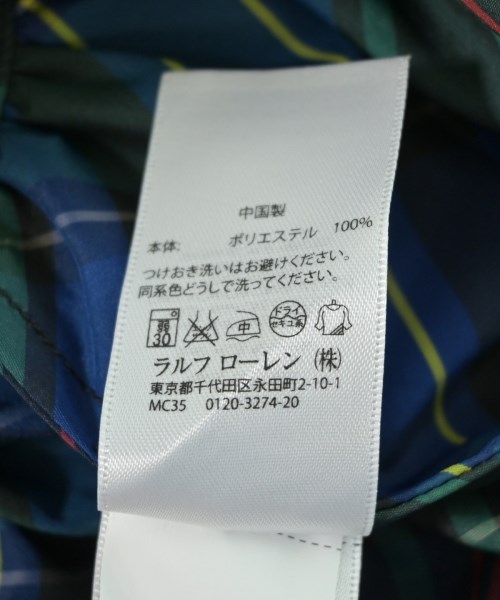 中国製
本体: ポリエステル 100%
つけおき洗いはお避けください。
同系色どうしで洗ってください。
弱 30 中 ドライ セキユ系
ラルフ ローレン (株)
東京都千代田区永田町2-10-1
MC35 0120-3274-20